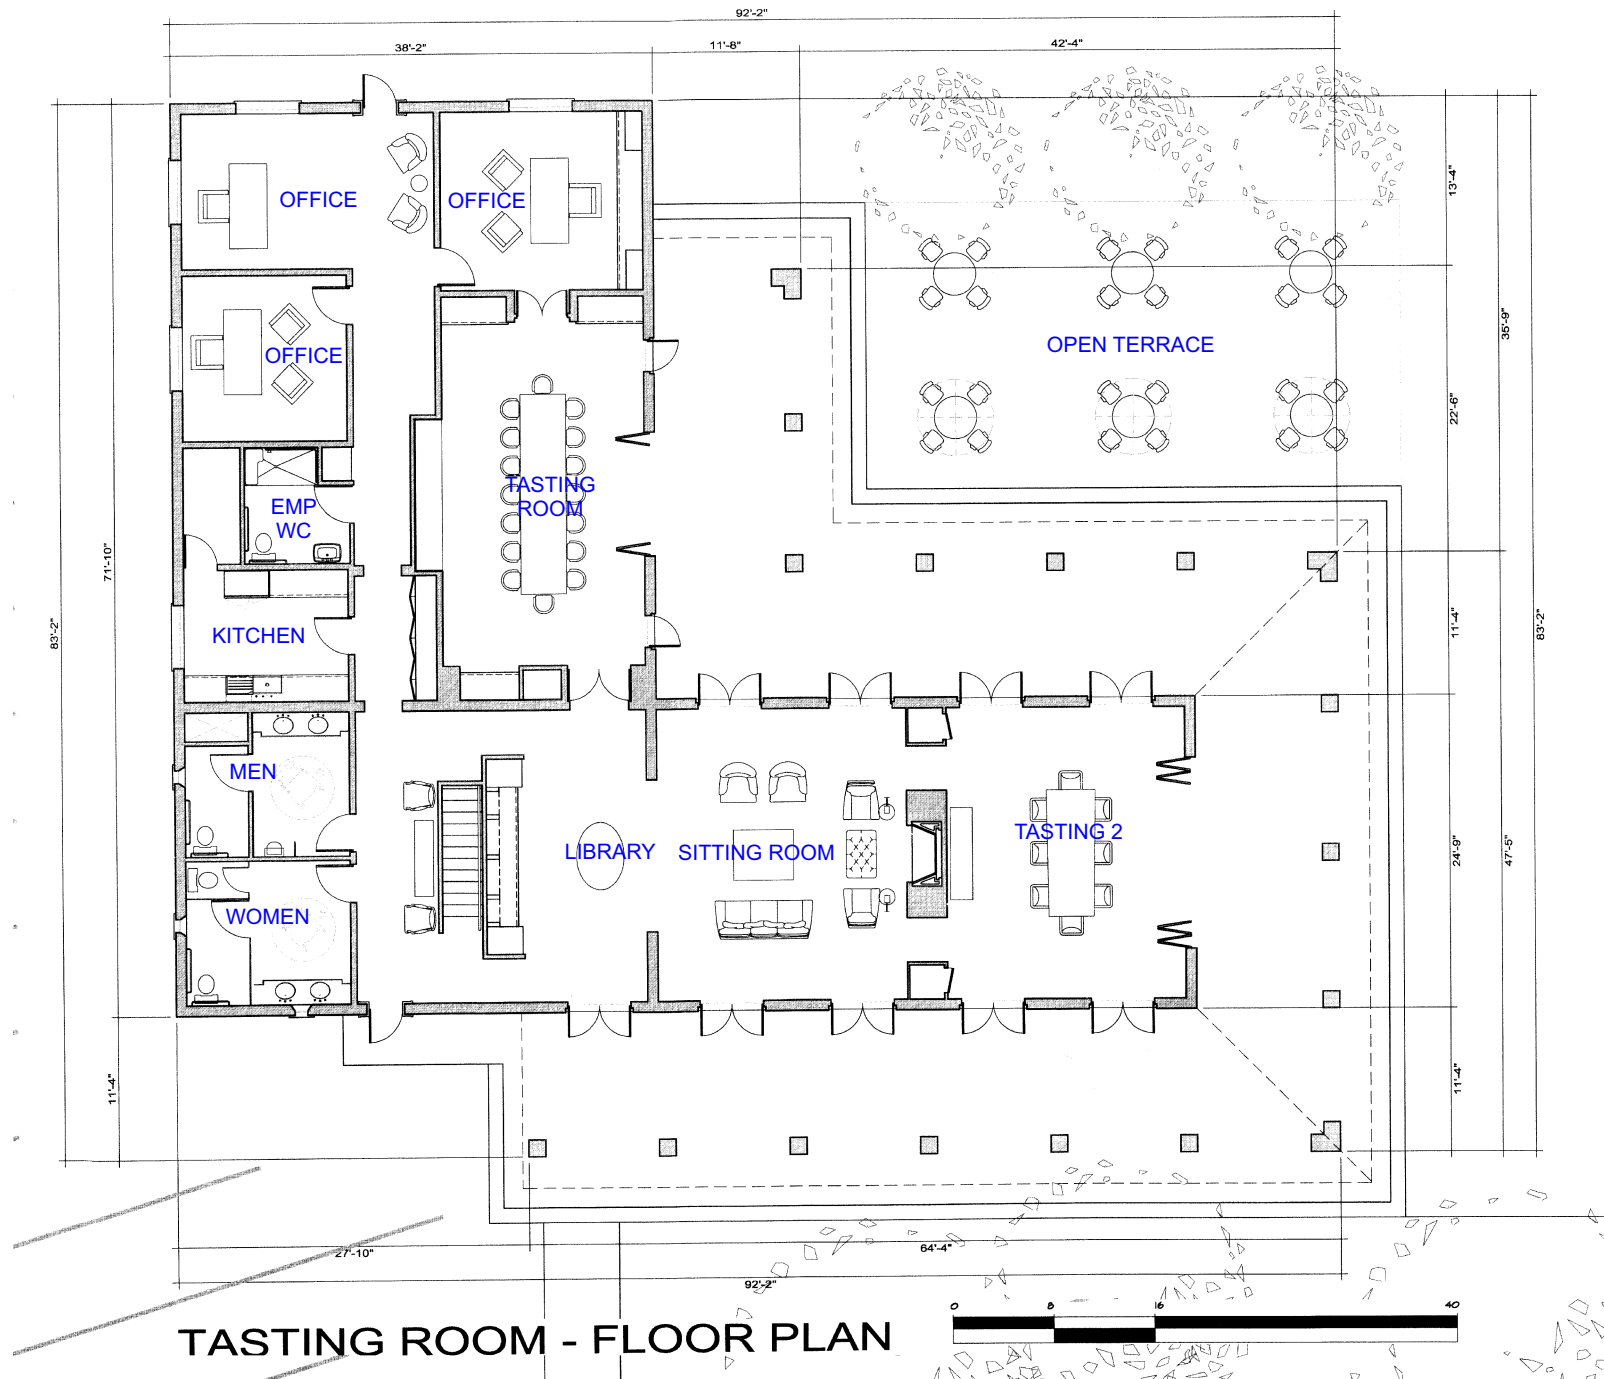 92'-2"
38'-2"
11'-8"
42'-4"
OFFICE
OFFICE
13'-4"
OFFICE
OPEN TERRACE
35'-9"
22'-6"
TASTING
ROOM
EMP
WC
71'-10"
83'-2"
KITCHEN
11'-4"
83'-2"
MEN
LIBRARY
SITTING ROOM
TASTING 2
24'-9"
47'-5"
WOMEN
11'-4"
11'-4"
27'-10"
64'-4"
92'-2"
0 8 16 40
TASTING ROOM - FLOOR PLAN